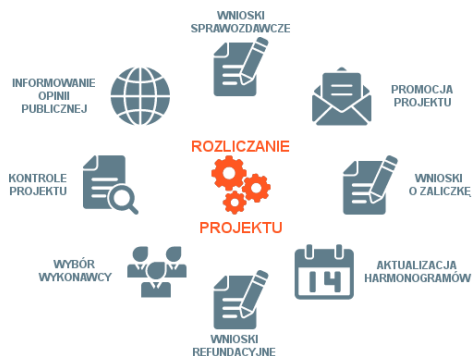 WNIOSKI
SPRAWOZDAWCZE
INFORMOWANIE
OPINII
PUBLICZNEJ
PROMOCJA
PROJEKTU
ROZLICZANIE
PROJEKTU
KONTROLE
PROJEKTU
WNIOSKI
O ZALICZKĘ
WYBÓR
WYKONAWCY
14
AKTUALIZACJA
HARMONOGRAMÓW
WNIOSKI
REFUNDACYJNE